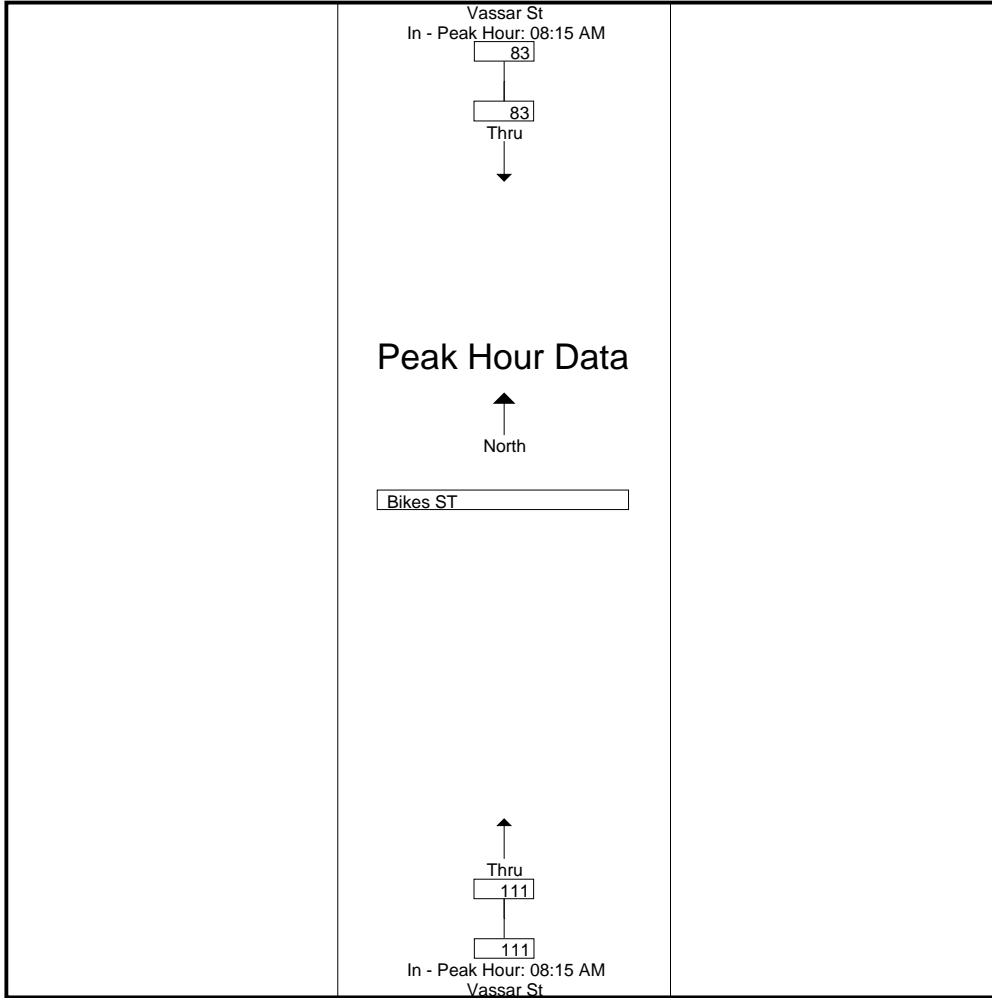 Vassar St
In - Peak Hour: 08:15 AM
83
83
Thru
Peak Hour Data
North
Bikes ST
Thru
111
111
In - Peak Hour: 08:15 AM
Vassar St